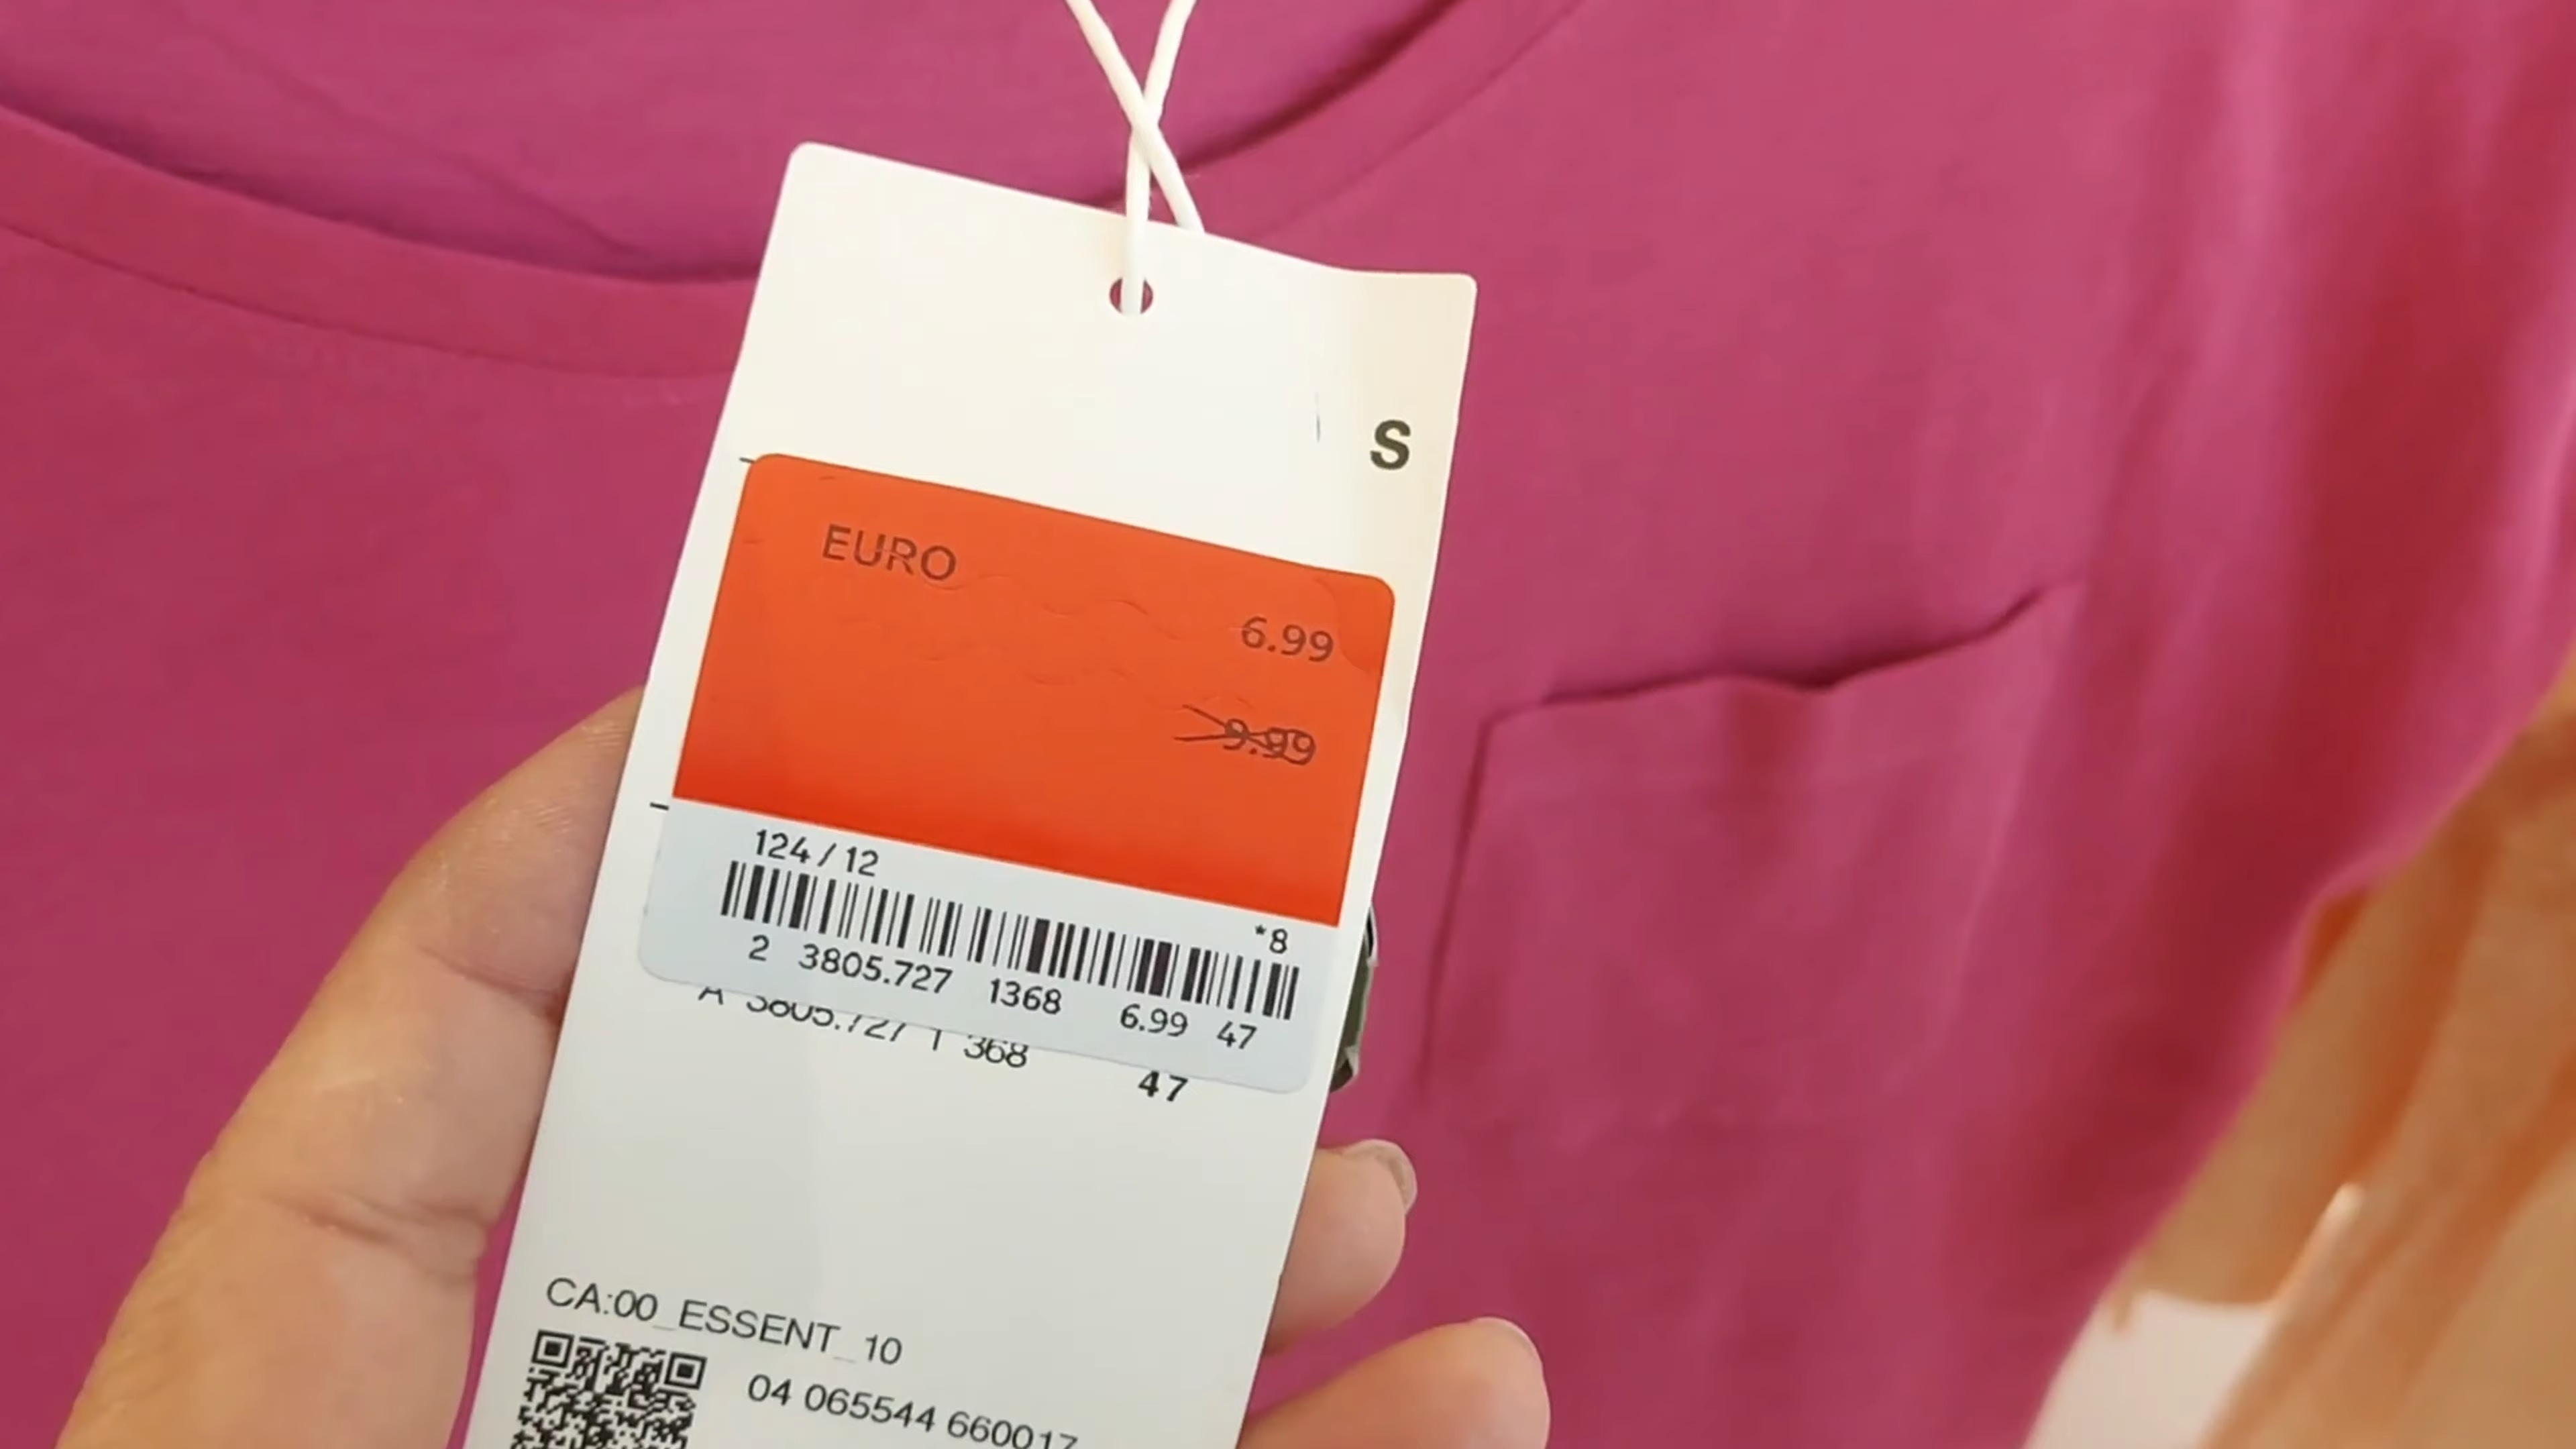 S
EURO
6.99
9.99
124 / 12
*8
2 3805.727 1368 6.99 47
A 3805.727 1 368
47
CA:00_ESSENT_10
04 065544 660017